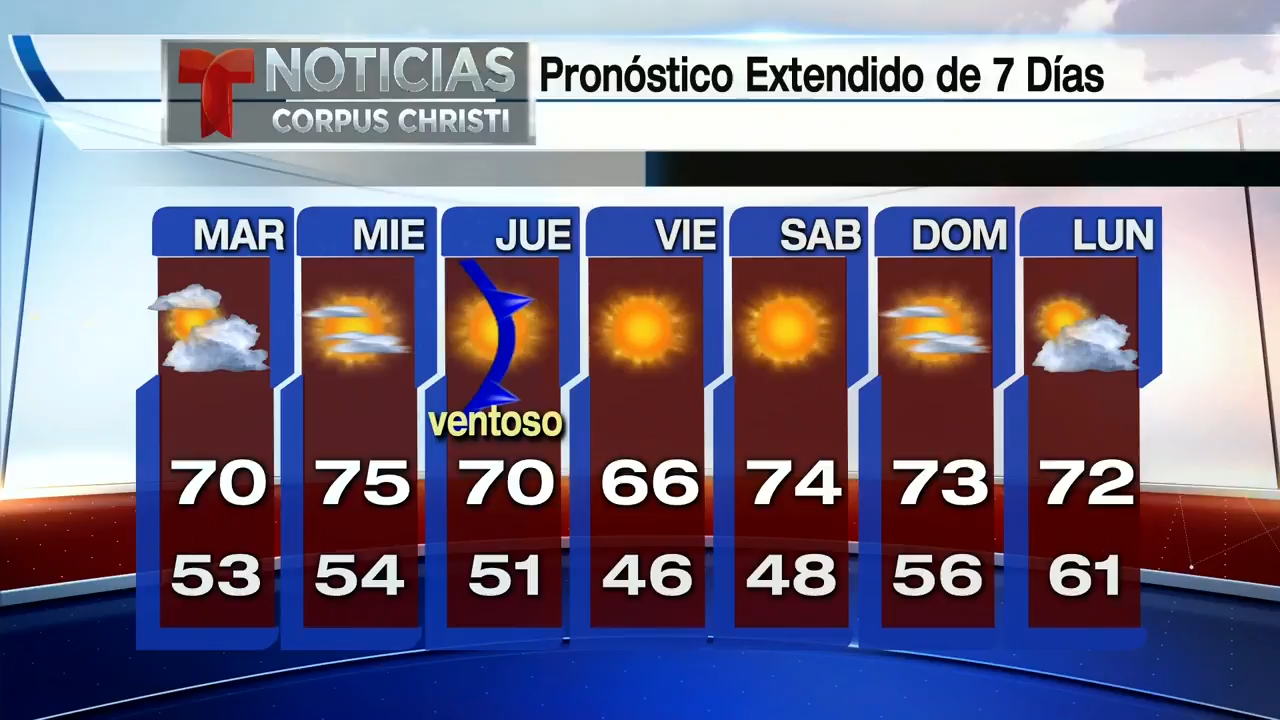 NOTICIAS
CORPUS CHRISTI
Pronóstico Extendido de 7 Días
MAR MIE JUE VIE SAB DOM LUN
ventoso
70 75 70 66 74 73 72
53 54 51 46 48 56 61